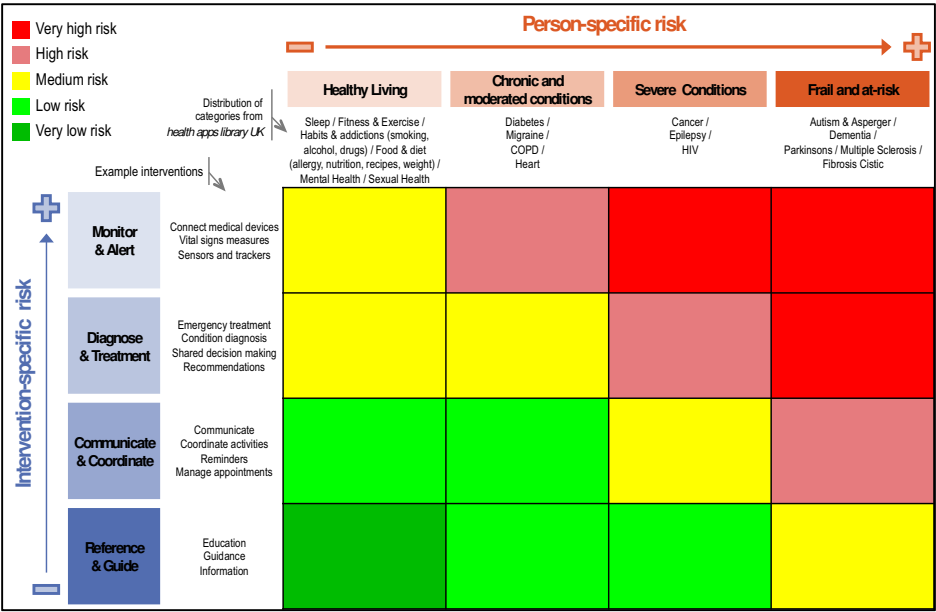 Person-specific risk
Very high risk
High risk
Medium risk
Low risk
Very low risk
Distribution of
categories from
health apps library UK
Example interventions
Healthy Living
Sleep / Fitness & Exercise /
Habits & addictions (smoking,
alcohol, drugs) / Food & diet
(allergy, nutrition, recipes, weight) /
Mental Health / Sexual Health
Chronic and
moderated conditions
Diabetes /
Migraine /
COPD /
Heart
Severe Conditions
Cancer /
Epilepsy /
HIV
Frail and at-risk
Autism & Asperger /
Dementia /
Parkinsons / Multiple Sclerosis /
Fibrosis Cistic
Intervention-specific risk
Monitor
& Alert
Connect medical devices
Vital signs measures
Sensors and trackers
Diagnose
& Treatment
Emergency treatment
Condition diagnosis
Shared decision making
Recommendations
Communicate
& Coordinate
Communicate
Coordinate activities
Reminders
Manage appointments
Reference
& Guide
Education
Guidance
Information